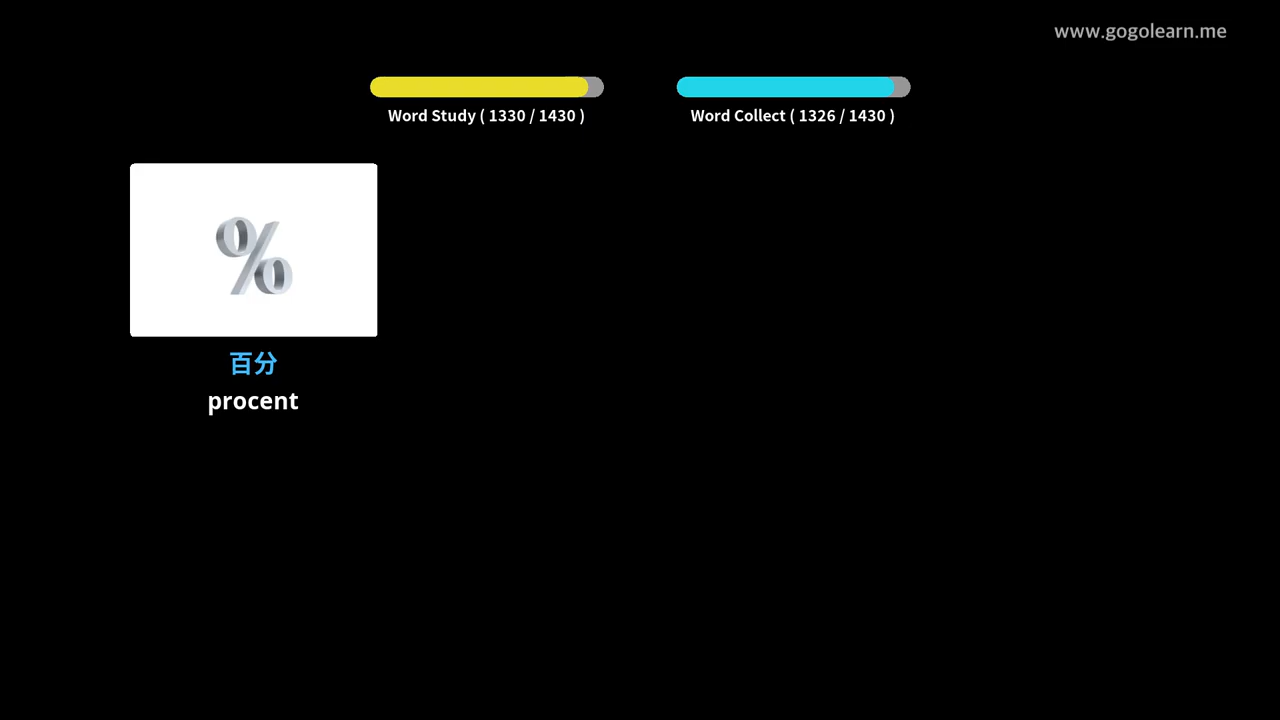 www.gogolearn.me
Word Study ( 1330 / 1430 )
Word Collect ( 1326 / 1430 )
%
百分
procent